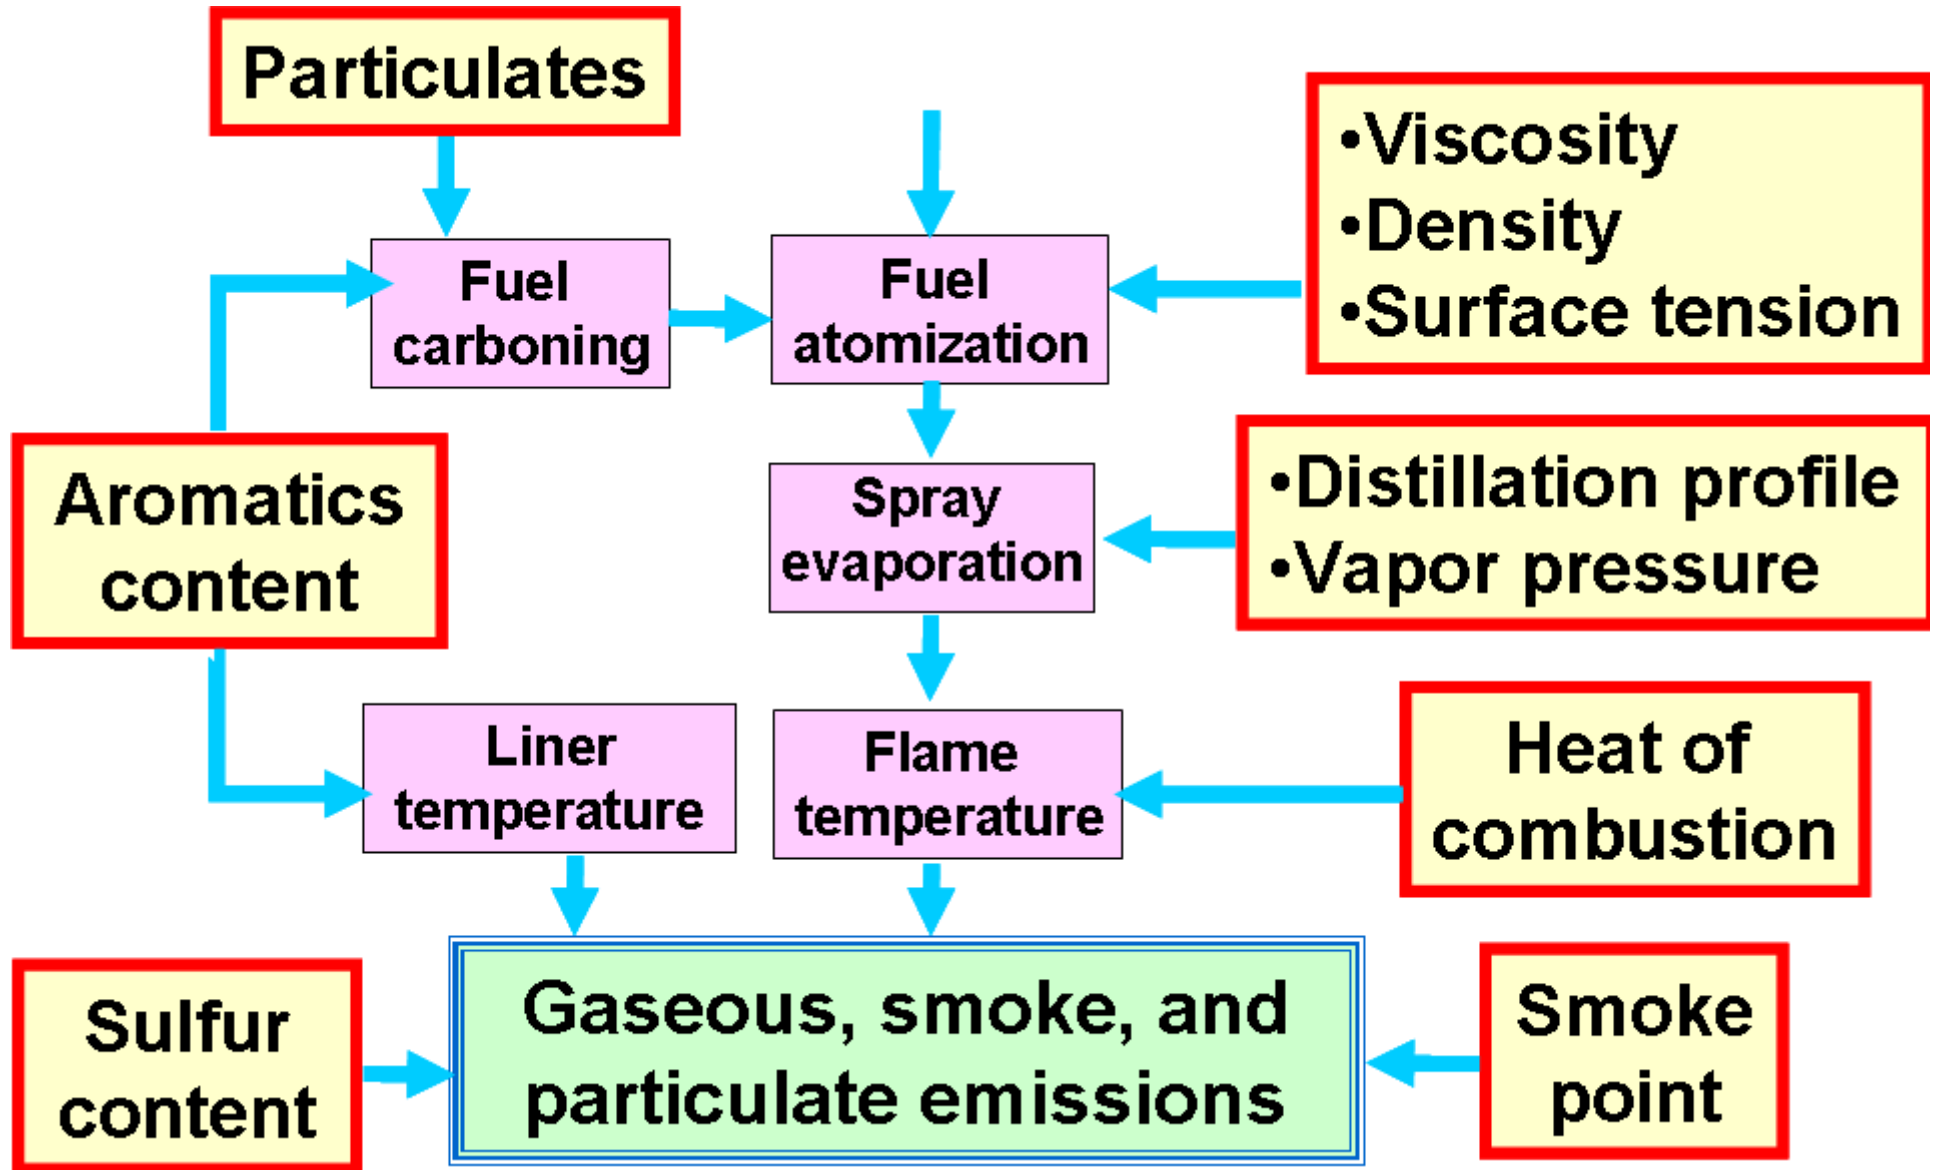 Particulates
•Viscosity
•Density
•Surface tension
Fuel
carboning
Fuel
atomization
Aromatics
content
Spray
evaporation
•Distillation profile
•Vapor pressure
Liner
temperature
Flame
temperature
Heat of
combustion
Sulfur
content
Gaseous, smoke, and
particulate emissions
Smoke
point